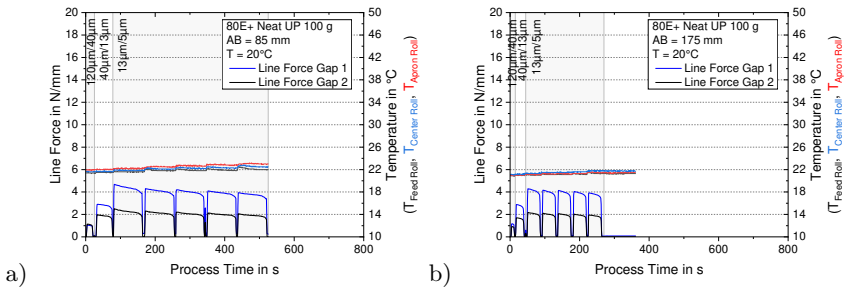 80E+ Neat UP 100 g
AB = 85 mm
T = 20°C
Line Force Gap 1
Line Force Gap 2
120µm/40µm
40µm/13µm
13µm/5µm
Line Force in N/mm
20
18
16
14
12
10
8
6
4
2
0
0 200 400 600 800
Process Time in s
50
46
42
38
34
30
26
22
18
14
10
Temperature in °C
(T Feed Roll, T Center Roll, T Apron Roll)
a)
80E+ Neat UP 100 g
AB = 175 mm
T = 20°C
Line Force Gap 1
Line Force Gap 2
120µm/40µm
40µm/13µm
13µm/5µm
Line Force in N/mm
20
18
16
14
12
10
8
6
4
2
0
0 200 400 600 800
Process Time in s
50
46
42
38
34
30
26
22
18
14
10
Temperature in °C
(T Feed Roll, T Center Roll, T Apron Roll)
b)